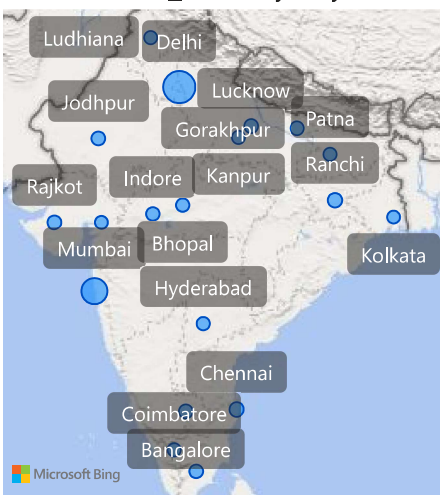 Ludhiana
Delhi
Jodhpur
Lucknow
Gorakhpur
Patna
Rajkot
Indore
Kanpur
Ranchi
Mumbai
Bhopal
Kolkata
Hyderabad
Chennai
Coimbatore
Bangalore
Microsoft Bing